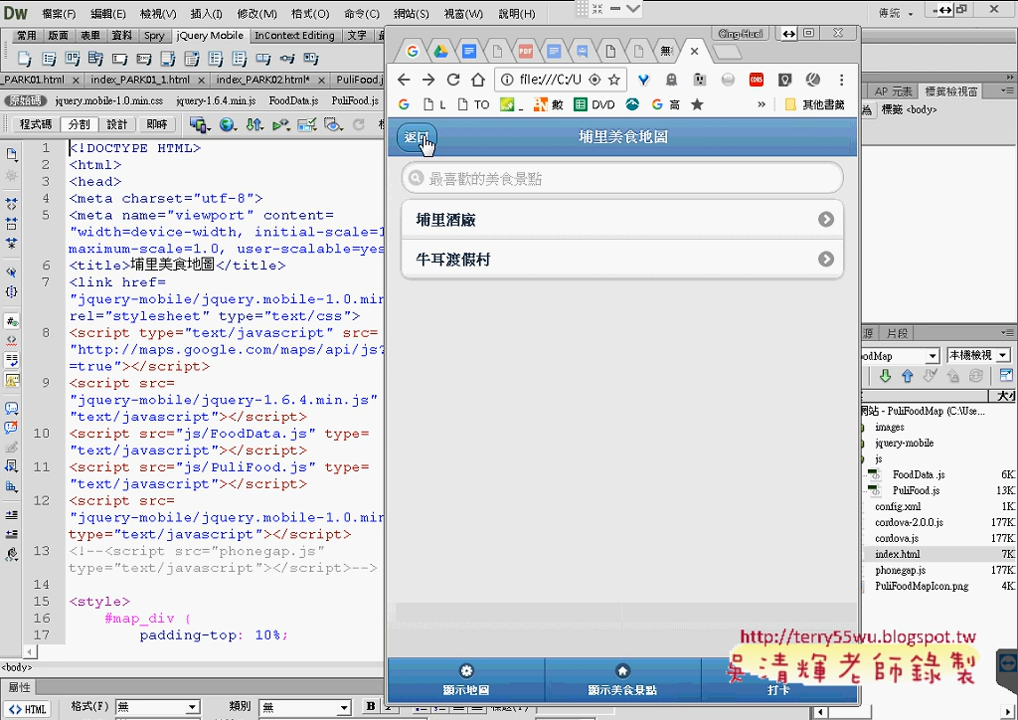 Dw 檔案(F) 編輯(E) 檢視(V) 插入(I) 修改(M) 格式(O) 命令(C) 網站(S) 視窗(W) 說明(H) 傳統
常用 版面 表單 資料 Spry jQuery Mobile InContext Editing 文字
_PARK01.html × index_PARK01_1.html × index_PARK02.html* × PuliFood.j
原始碼 jquery.mobile-1.0.min.css jquery-1.6.4.min.js FoodData.js PuliFood.js
程式碼 分割 設計 即時
1 <!DOCTYPE HTML>
2 <html>
3 <head>
4 <meta charset="utf-8">
5 <meta name="viewport" content=
"width=device-width, initial-scale=1
maximum-scale=1.0, user-scalable=yes
6 <title>埔里美食地圖</title>
7 <link href=
"jquery-mobile/jquery.mobile-1.0.min
rel="stylesheet" type="text/css">
8 <script type="text/javascript" src=
"http://maps.google.com/maps/api/js?
=true"></script>
9 <script src=
"jquery-mobile/jquery-1.6.4.min.js"
"text/javascript"></script>
10 <script src="js/FoodData.js" type=
"text/javascript"></script>
11 <script src="js/PuliFood.js" type=
"text/javascript"></script>
12 <script src=
"jquery-mobile/jquery.mobile-1.0.min
type="text/javascript"></script>
13 <!--<script src="phonegap.js"
type="text/javascript"></script>-->
14
15 <style>
16 #map_div {
17 padding-top: 10%;
<body>
屬性
<> HTML 格式(F) 無 類別 無 B
Qing-Huei
file:///C:/U
L TO 敷 DVD 高 » 其他書籤
返回 埔里美食地圖
最喜歡的美食景點
埔里酒廠
牛耳渡假村
顯示地圖 顯示美食景點 打卡
AP 元素 標籤檢視窗
標籤 <body>
片段
odMap 本機檢視
網站 - PuliFoodMap (C:\Use...
images
jquery-mobile
js
FoodData.js 6K
PuliFood.js 13K
config.xml 1K
cordova-2.0.0.js 177K
cordova.js 177K
index.html 7K
phonegap.js 177K
PuliFoodMapIcon.png 4K
http://terry55wu.blogspot.tw
吳清輝老師錄製